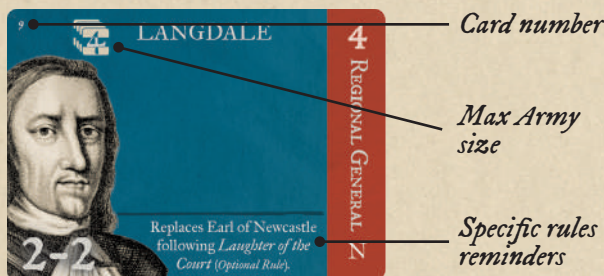 9
4
LANGDALE
4 REGIONAL GENERAL N
2-2
Replaces Earl of Newcastle
following Laughter of the
Court (Optional Rule).
Card number
Max Army
size
Specific rules
reminders